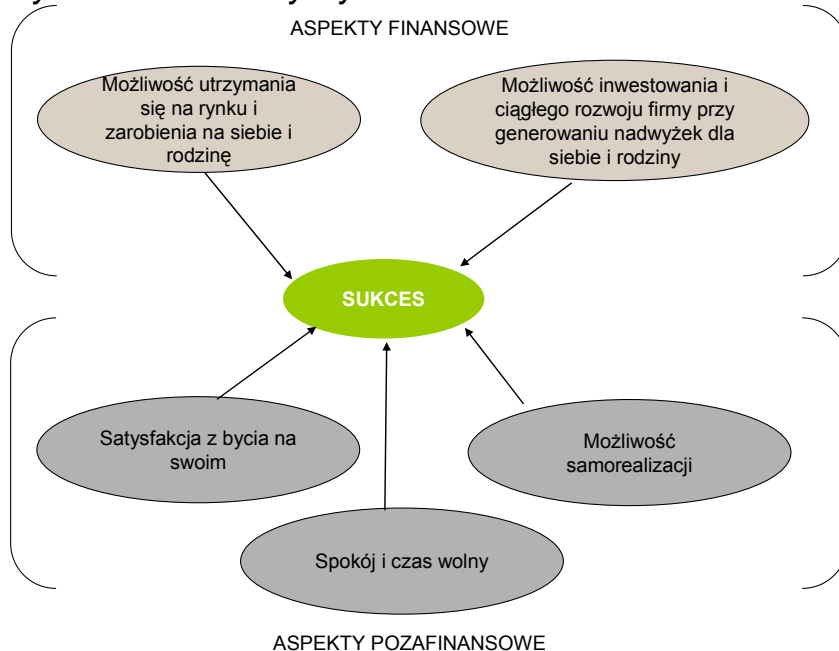 ASPEKTY FINANSOWE
Możliwość utrzymania
się na rynku i
zarobienia na siebie i
rodzinę
Możliwość inwestowania i
ciągłego rozwoju firmy przy
generowaniu nadwyżek dla
siebie i rodziny
SUKCES
Satysfakcja z bycia na
swoim
Możliwość
samorealizacji
Spokój i czas wolny
ASPEKTY POZAFINANSOWE